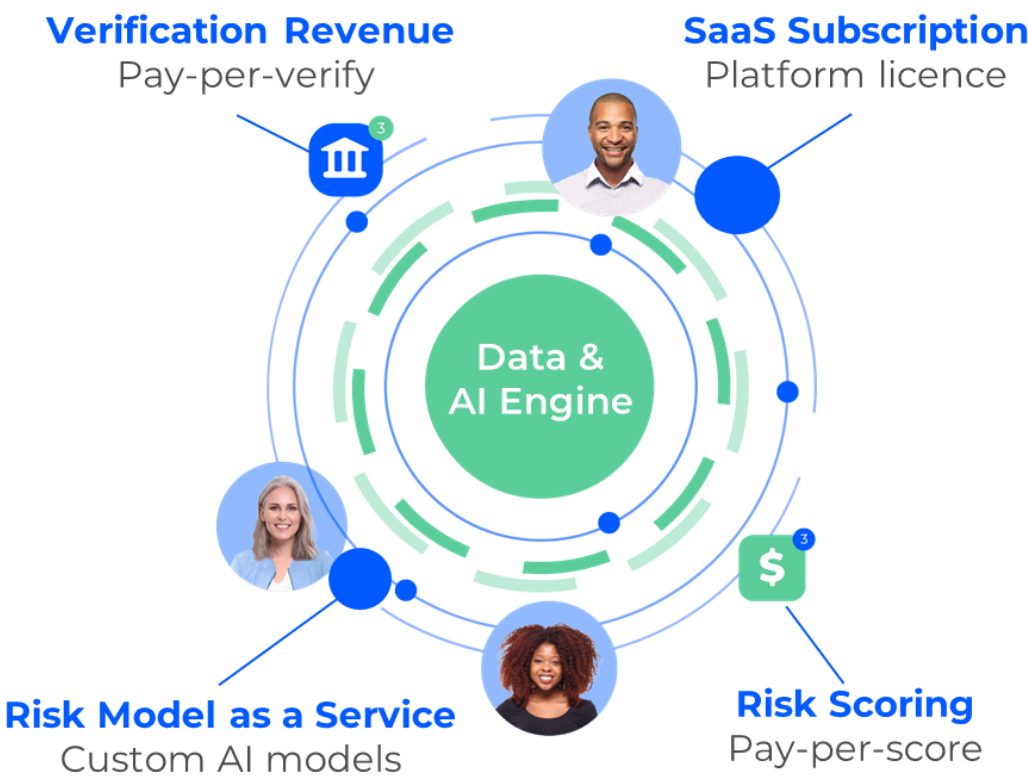 Verification Revenue
Pay-per-verify
SaaS Subscription
Platform licence
3
Data &
AI Engine
3
$
Risk Model as a Service
Custom AI models
Risk Scoring
Pay-per-score